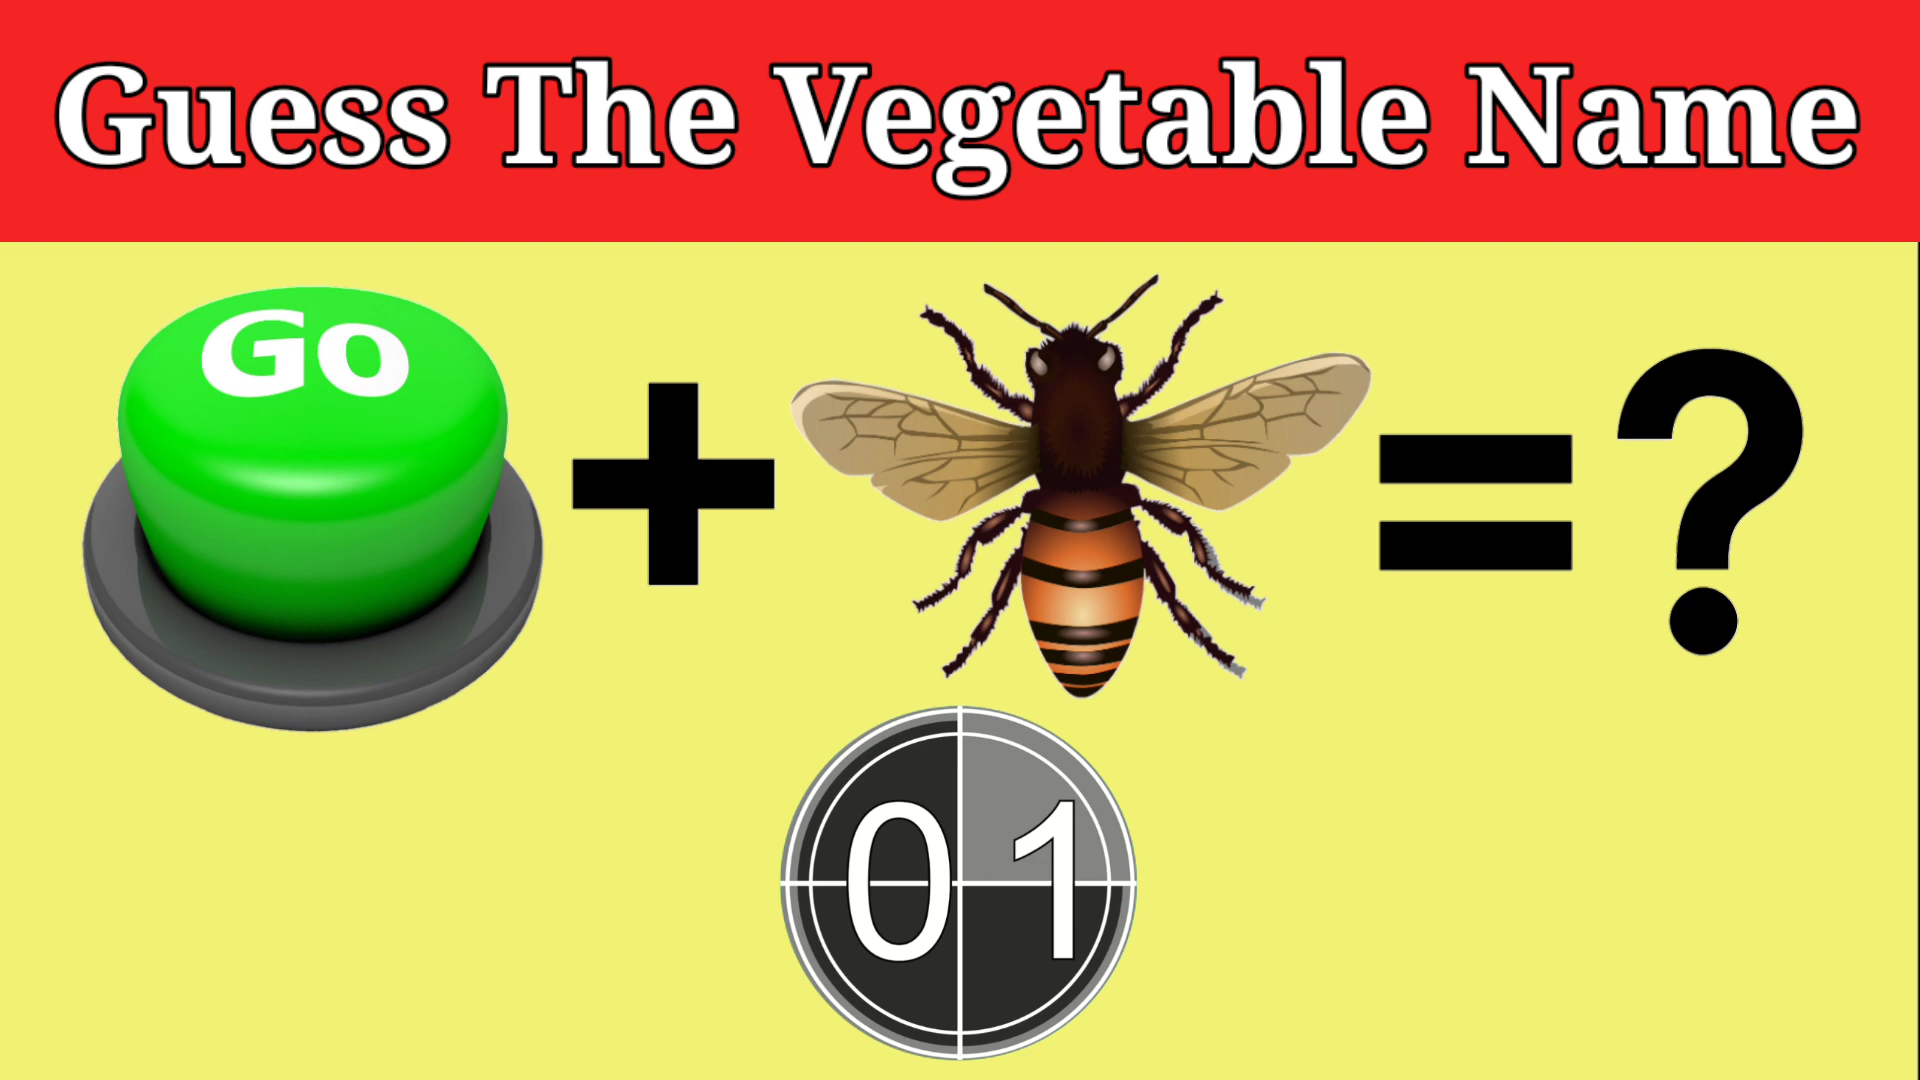 Guess The Vegetable Name
Go
+ = ?
01